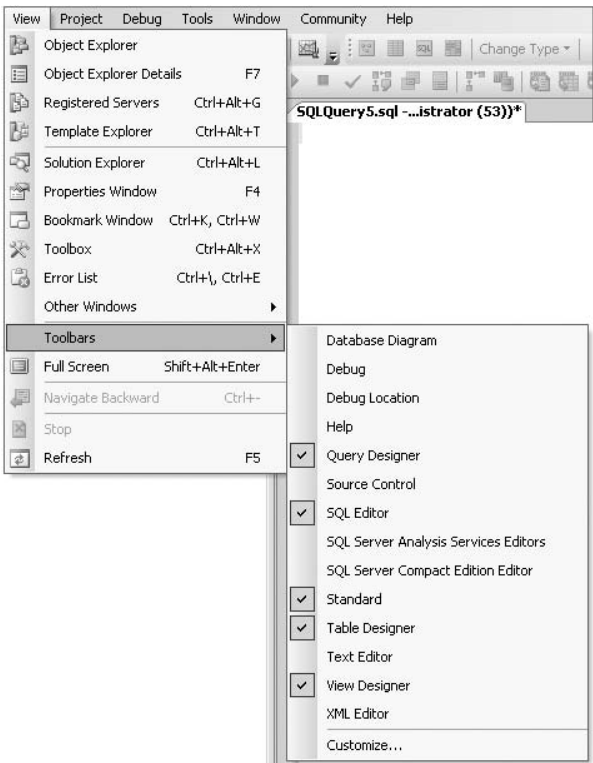 View Project Debug Tools Window Community Help
Object Explorer
Object Explorer Details F7
Registered Servers Ctrl+Alt+G
Template Explorer Ctrl+Alt+T
Solution Explorer Ctrl+Alt+L
Properties Window F4
Bookmark Window Ctrl+K, Ctrl+W
Toolbox Ctrl+Alt+X
Error List Ctrl+\, Ctrl+E
Other Windows
Toolbars
Full Screen Shift+Alt+Enter
Navigate Backward Ctrl+-
Stop
Refresh F5
Change Type
SQLQuery5.sql -...istrator (53))*
Database Diagram
Debug
Debug Location
Help
Query Designer
Source Control
SQL Editor
SQL Server Analysis Services Editors
SQL Server Compact Edition Editor
Standard
Table Designer
Text Editor
View Designer
XML Editor
Customize...